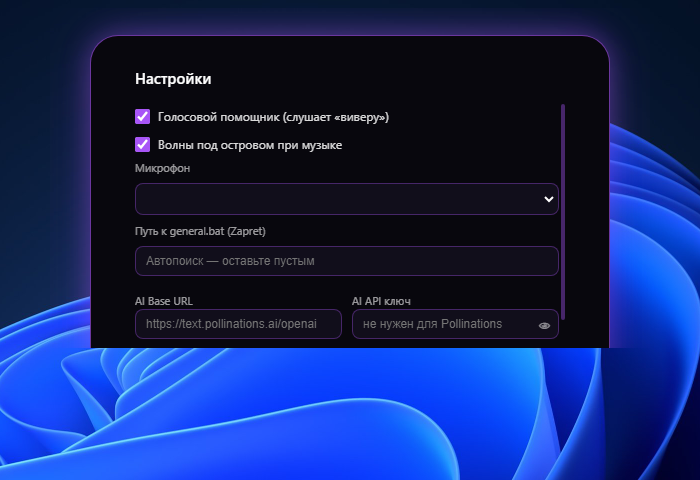 Настройки
Голосовой помощник (слушает «виверу»)
Волны под островом при музыке
Микрофон
Путь к general.bat (Zapret)
Автопоиск — оставьте пустым
AI Base URL
AI API ключ
https://text.pollinations.ai/openai
не нужен для Pollinations